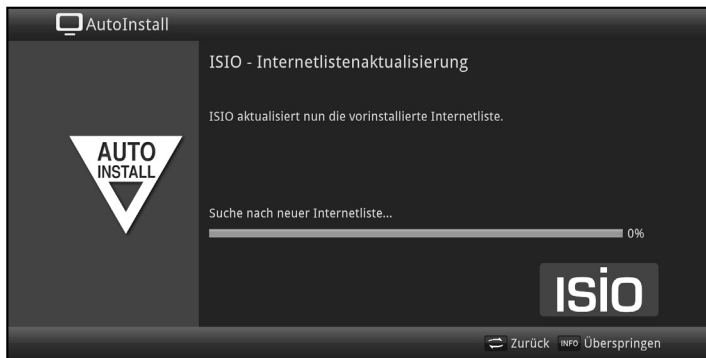 AutoInstall
ISIO - Internetlistenaktualisierung
ISIO aktualisiert nun die vorinstallierte Internetliste.
AUTO
INSTALL
Suche nach neuer Internetliste...
0%
ISIO
Zurück INFO Überspringen